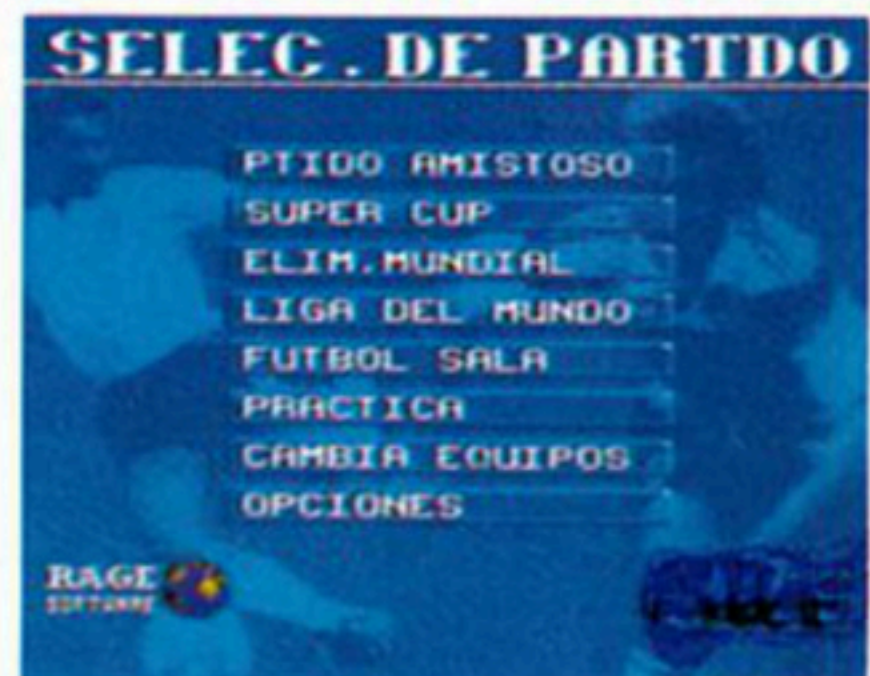 SELEC. DE PARTDO
PTIDO AMISTOSO
SUPER CUP
ELIM.MUNDIAL
LIGA DEL MUNDO
FUTBOL SALA
PRACTICA
CAMBIA EQUIPOS
OPCIONES
RAGE
SOFTWARE